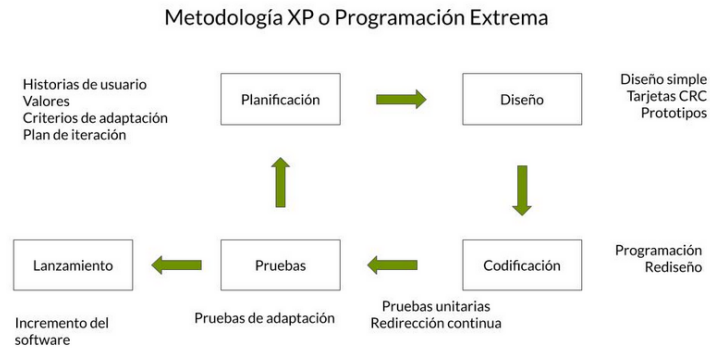 Metodología XP o Programación Extrema
Historias de usuario
Valores
Criterios de adaptación
Plan de iteración
Planificación
Diseño
Diseño simple
Tarjetas CRC
Prototipos
Lanzamiento
Pruebas
Codificación
Programación
Rediseño
Incremento del
software
Pruebas de adaptación
Pruebas unitarias
Redirección continua